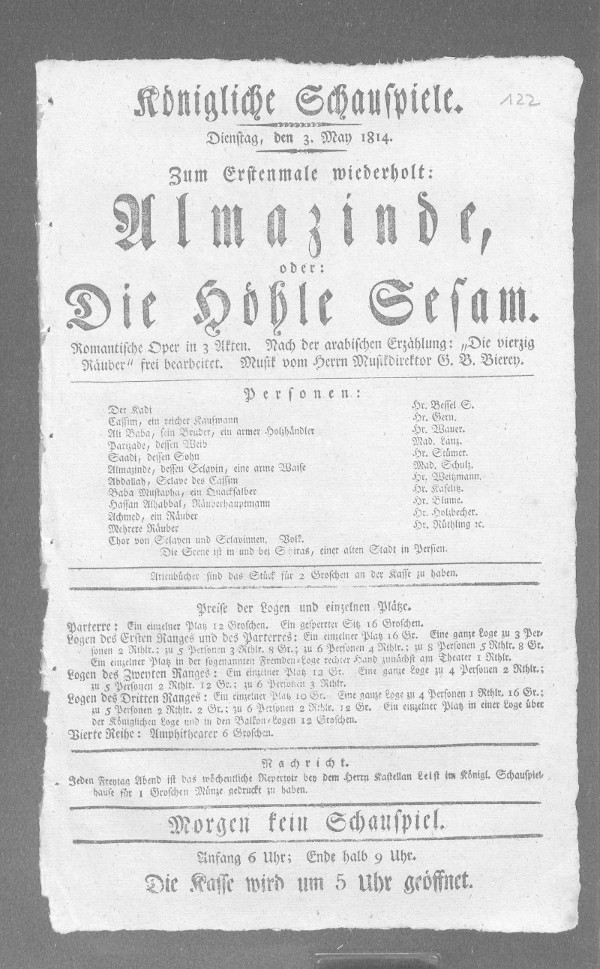 122
Königliche Schauspiele.
Dienstag, den 3. May 1814.
Zum Erstenmale wiederholt:
Almazinde,
oder:
Die Höhle Sesam.
Romantische Oper in 3 Akten. Nach der arabischen Erzählung: „Die vierzig
Räuber“ frei bearbeitet. Musik vom Herrn Musikdirektor G. B. Bierey.
Personen:
Der Kadi Hr. Bessel S.
Cassim, ein reicher Kaufmann Hr. Gern.
Ali Baba, sein Bruder, ein armer Holzhändler Hr. Wauer.
Parizade, dessen Weib Mad. Lanz.
Saadi, dessen Sohn Hr. Stümer.
Almazinde, dessen Sclavin, eine arme Waise Mad. Schulz.
Abdallah, Sclave des Cassim Hr. Weitzmann.
Baba Mustapha, ein Quacksalber Hr. Kaselitz.
Hassan Alhabbal, Räuberhauptmann Hr. Blume.
Achmed, ein Räuber Hr. Holzbecher.
Mehrere Räuber Hr. Rüthling ꝛc.
Chor von Sclaven und Sclavinnen. Volk.
Die Scene ist in und bei Schiras, einer alten Stadt in Persien.
Arienbücher sind das Stück für 2 Groschen an der Kasse zu haben.
Preise der Logen und einzelnen Plätze.
Parterre: Ein einzelner Platz 12 Groschen. Ein gesperrter Sitz 16 Groschen.
Logen des Ersten Ranges und des Parterres: Ein einzelner Platz 16 Gr. Eine ganze Loge zu 3 Per-
sonen 2 Rthlr.; zu 5 Personen 3 Rthlr. 8 Gr.; zu 6 Personen 4 Rthlr.; zu 8 Personen 5 Rthlr. 8 Gr.
Ein einzelner Platz in der sogenannten Fremden-Loge rechter Hand zunächst am Theater 1 Rthlr.
Logen des Zweyten Ranges: Ein einzelner Platz 12 Gr. Eine ganze Loge zu 4 Personen 2 Rthlr.;
zu 5 Personen 2 Rthlr. 12 Gr.; zu 6 Personen 3 Rthlr.
Logen des Dritten Ranges: Ein einzelner Platz 10 Gr. Eine ganze Loge zu 4 Personen 1 Rthlr. 16 Gr.;
zu 5 Personen 2 Rthlr. 2 Gr.; zu 6 Personen 2 Rthlr. 12 Gr. Ein einzelner Platz in einer Loge über
der Königlichen Loge und in den Balkon-Logen 12 Groschen.
Vierte Reihe: Amphitheater 6 Groschen.
Nachricht.
Jeden Freytag Abend ist das wöchentliche Repertoir bey dem Herrn Kastellan Leist im Königl. Schauspiel-
hause für 1 Groschen Münze gedruckt zu haben.
Morgen kein Schauspiel.
Anfang 6 Uhr; Ende halb 9 Uhr.
Die Kasse wird um 5 Uhr geöffnet.